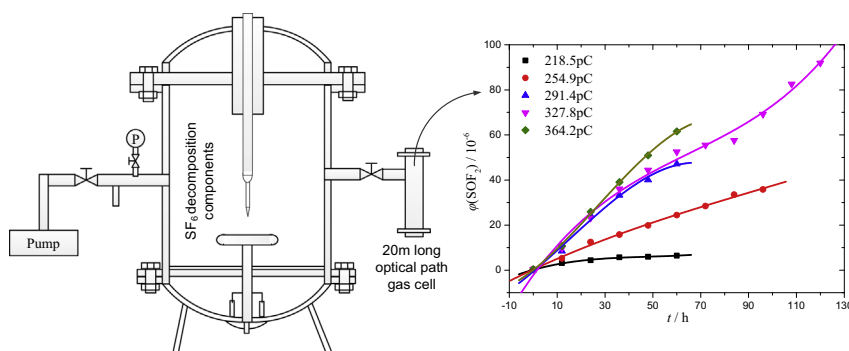 P
Pump
SF₆ decomposition
components
20m long
optical path
gas cell
φ(SOF₂) / 10⁻⁶
100
80
60
40
20
0
218.5pC
254.9pC
291.4pC
327.8pC
364.2pC
-10 10 30 50 70 90 110 130
t / h